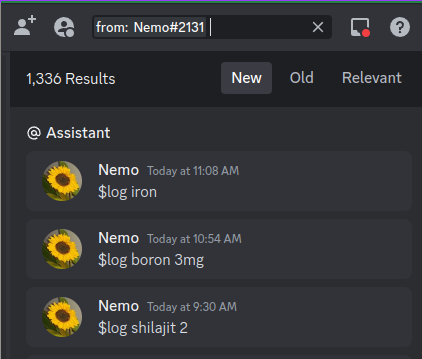 from: Nemo#2131
1,336 Results
New Old Relevant
@ Assistant
Nemo Today at 11:08 AM
$log iron
Nemo Today at 10:54 AM
$log boron 3mg
Nemo Today at 9:30 AM
$log shilajit 2